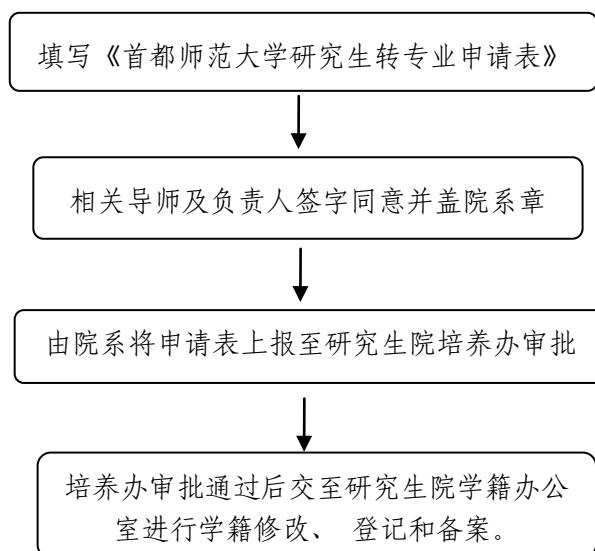 填写《首都师范大学研究生转专业申请表》
相关导师及负责人签字同意并盖院系章
由院系将申请表上报至研究生院培养办审批
培养办审批通过后交至研究生院学籍办公
室进行学籍修改、 登记和备案。